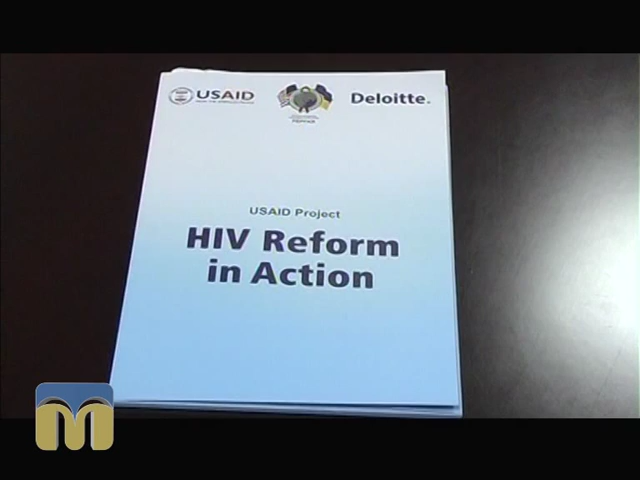 USAID
Deloitte.
USAID Project
HIV Reform
in Action
M